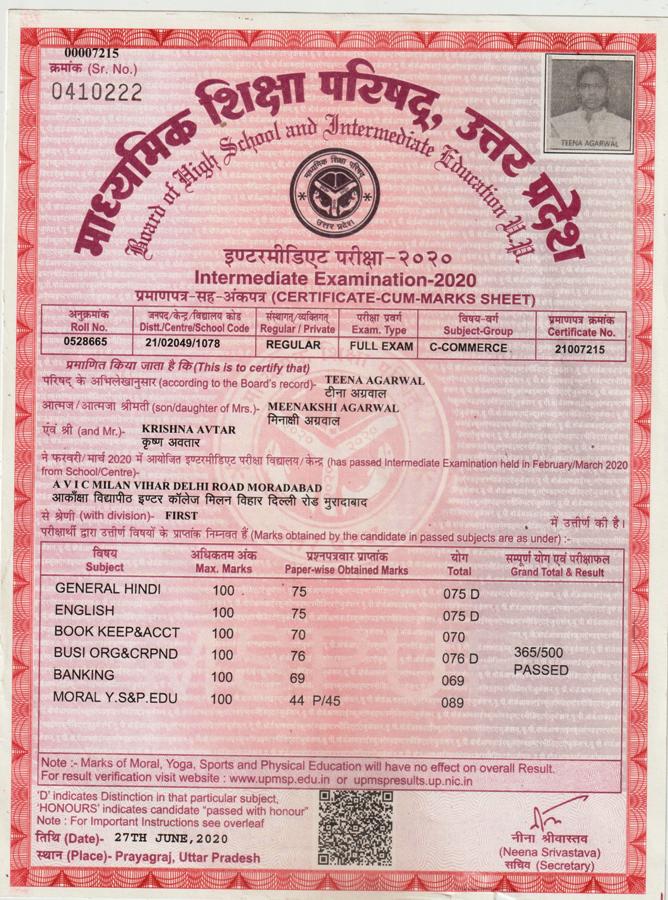 00007215
क्रमांक (Sr. No.)
0410222
TEENA AGARWAL
माध्यमिक शिक्षा परिषद्, उत्तर प्रदेश
Board of High School and Intermediate Education U.P.
माध्यमिक शिक्षा परिषद
उत्तर प्रदेश
इण्टरमीडिएट परीक्षा-२०२०
Intermediate Examination-2020
प्रमाणपत्र-सह-अंकपत्र (CERTIFICATE-CUM-MARKS SHEET)
अनुक्रमांक जनपद/केन्द्र/विद्यालय कोड संस्थागत/व्यक्तिगत परीक्षा प्रवर्ग विषय-वर्ग प्रमाणपत्र क्रमांक
Roll No. Distt./Centre/School Code Regular / Private Exam. Type Subject-Group Certificate No.
0528665 21/02049/1078 REGULAR FULL EXAM C-COMMERCE 21007215
प्रमाणित किया जाता है कि (This is to certify that)
परिषद के अभिलेखानुसार (according to the Board's record)- TEENA AGARWAL
टीना अग्रवाल
आत्मज/आत्मजा श्रीमती (son/daughter of Mrs.)- MEENAKSHI AGARWAL
मिनाक्षी अग्रवाल
एंव श्री (and Mr.)- KRISHNA AVTAR
कृष्ण अवतार
ने फरवरी/ मार्च 2020 में आयोजित इण्टरमीडिएट परीक्षा विद्यालय/केन्द्र (has passed Intermediate Examination held in February/March 2020
from School/Centre)-
A V I C MILAN VIHAR DELHI ROAD MORADABAD
आकाँक्षा विद्यापीठ इण्टर कॉलेज मिलन विहार दिल्ली रोड मुरादाबाद
से श्रेणी (with division)- FIRST में उत्तीर्ण की है।
परीक्षार्थी द्वारा उत्तीर्ण विषयों के प्राप्तांक निम्नवत हैं (Marks obtained by the candidate in passed subjects are as under) :-
विषय अधिकतम अंक प्रश्नपत्रवार प्राप्तांक योग सम्पूर्ण योग एवं परीक्षाफल
Subject Max. Marks Paper-wise Obtained Marks Total Grand Total & Result
GENERAL HINDI 100 75 075 D
ENGLISH 100 75 075 D
BOOK KEEP&ACCT 100 70 070
BUSI ORG&CRPND 100 76 076 D 365/500
PASSED
BANKING 100 69 069
MORAL Y.S&P.EDU 100 44 P/45 089
Note :- Marks of Moral, Yoga, Sports and Physical Education will have no effect on overall Result.
For result verification visit website : www.upmsp.edu.in or upmspresults.up.nic.in
'D' indicates Distinction in that particular subject,
'HONOURS' indicates candidate "passed with honour"
Note : For Important Instructions see overleaf
तिथि (Date)- 27TH JUNE,2020
स्थान (Place)- Prayagraj, Uttar Pradesh
नीना श्रीवास्तव
(Neena Srivastava)
सचिव (Secretary)